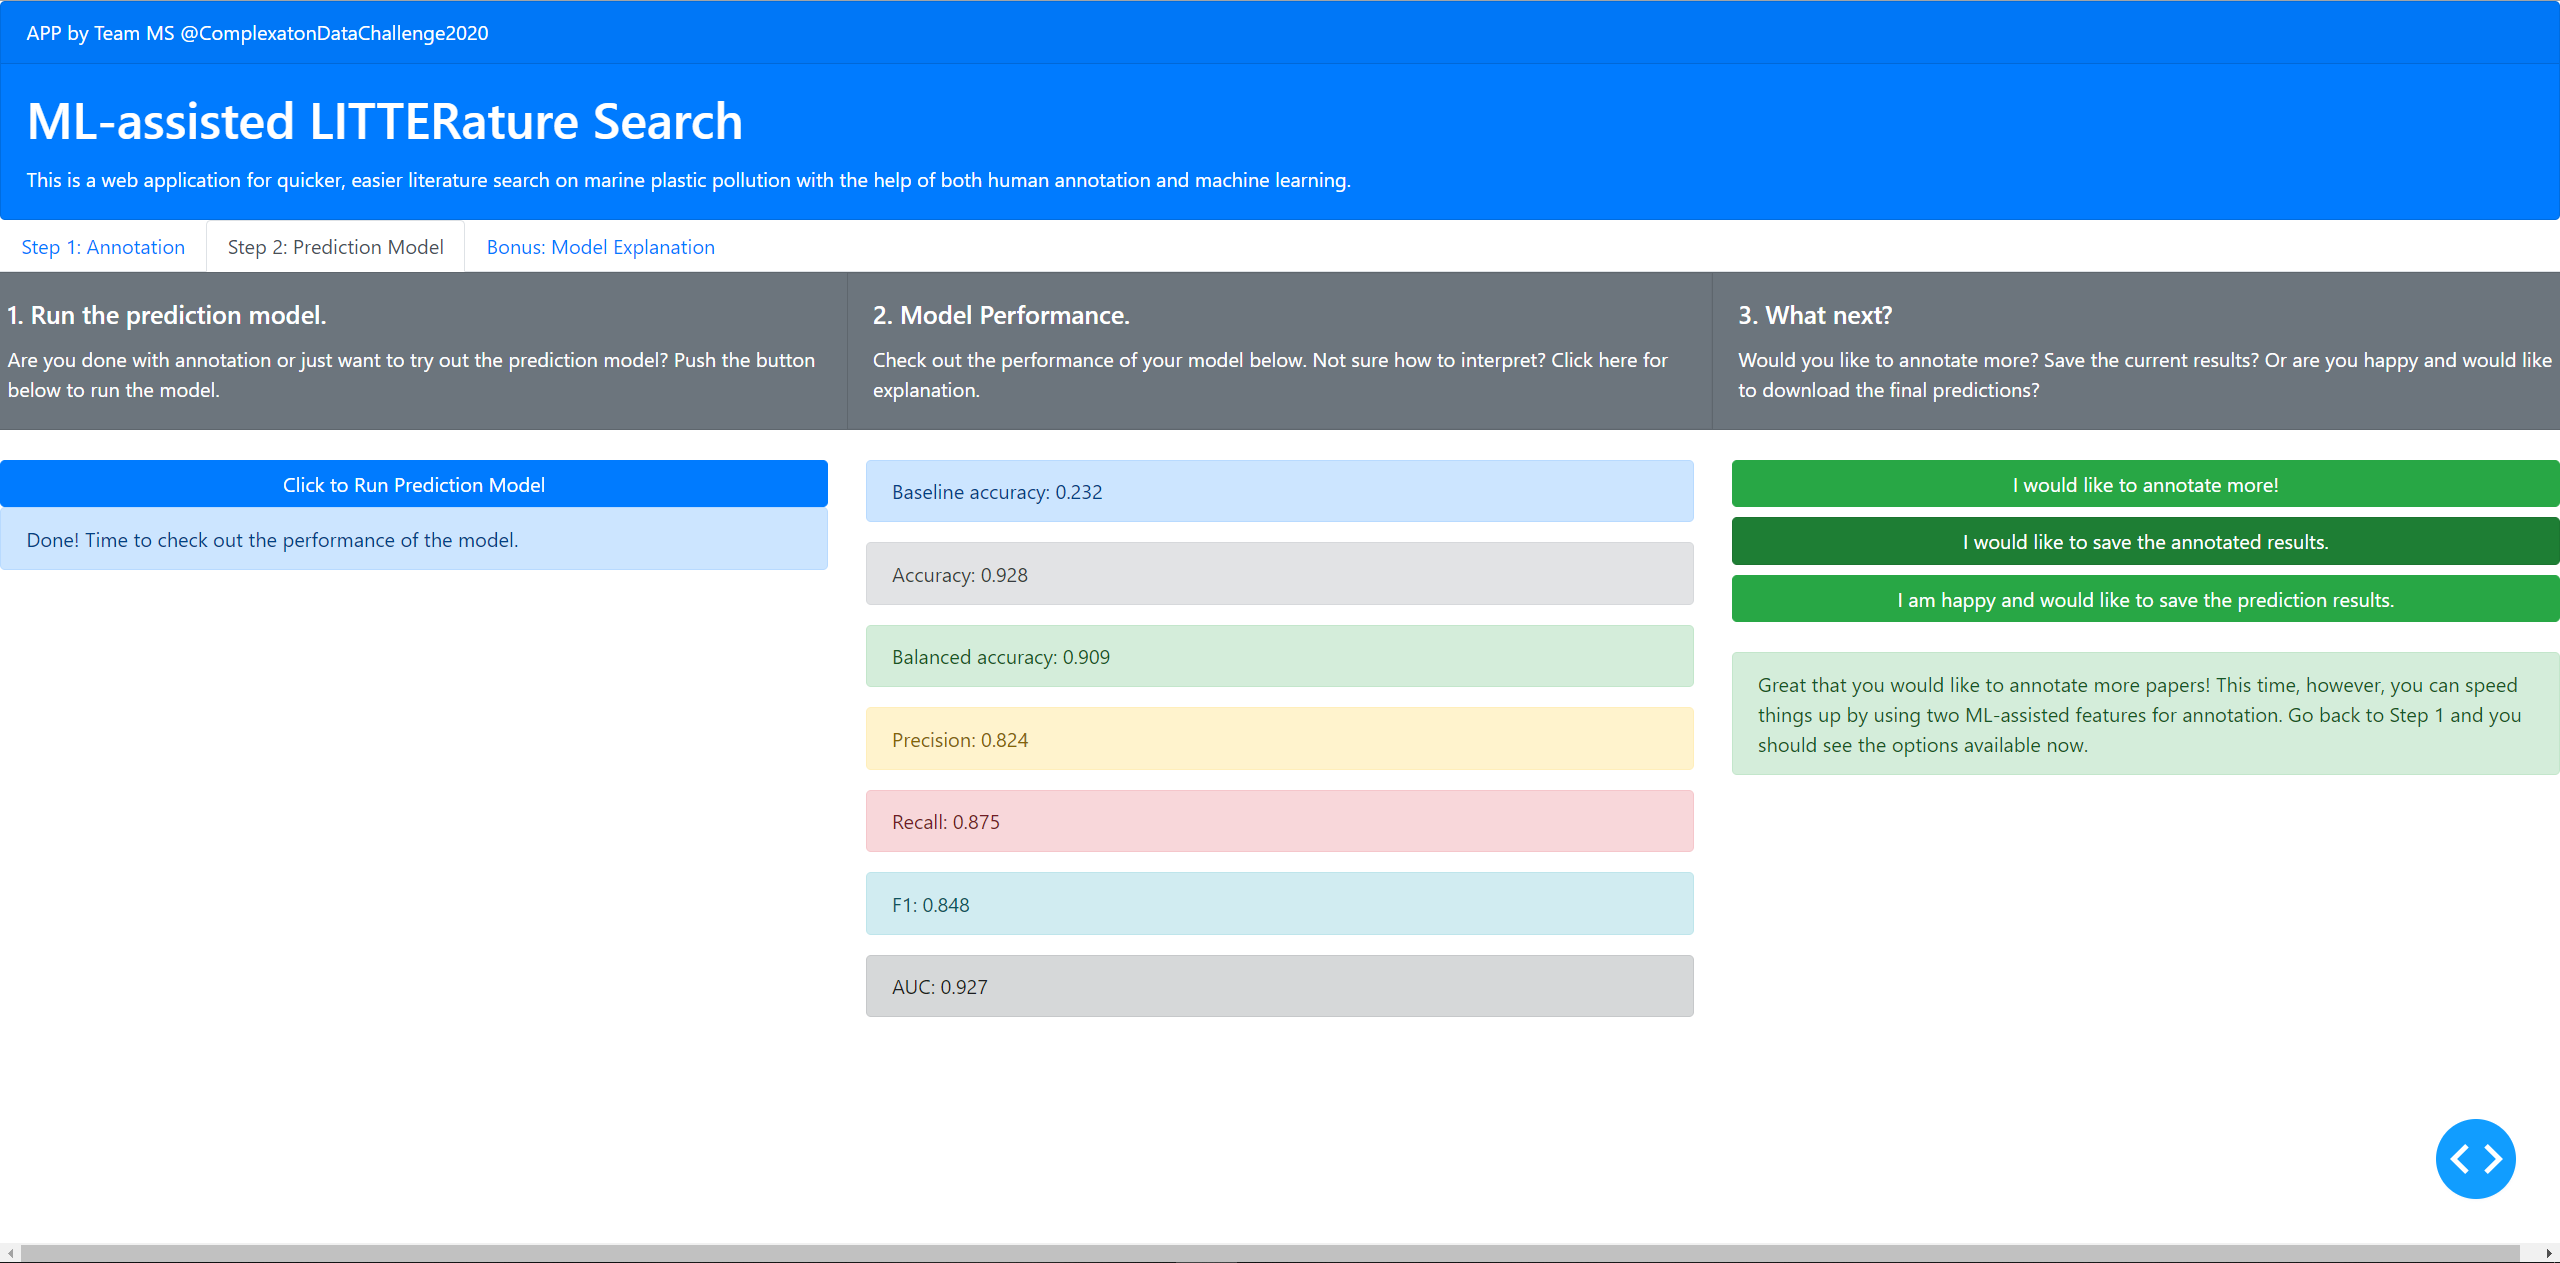 APP by Team MS @ComplexatonDataChallenge2020
ML-assisted LITTERature Search
This is a web application for quicker, easier literature search on marine plastic pollution with the help of both human annotation and machine learning.
Step 1: Annotation
Step 2: Prediction Model
Bonus: Model Explanation
1. Run the prediction model.
Are you done with annotation or just want to try out the prediction model? Push the button
below to run the model.
2. Model Performance.
Check out the performance of your model below. Not sure how to interpret? Click here for
explanation.
3. What next?
Would you like to annotate more? Save the current results? Or are you happy and would like
to download the final predictions?
Click to Run Prediction Model
Done! Time to check out the performance of the model.
Baseline accuracy: 0.232
Accuracy: 0.928
Balanced accuracy: 0.909
Precision: 0.824
Recall: 0.875
F1: 0.848
AUC: 0.927
I would like to annotate more!
I would like to save the annotated results.
I am happy and would like to save the prediction results.
Great that you would like to annotate more papers! This time, however, you can speed
things up by using two ML-assisted features for annotation. Go back to Step 1 and you
should see the options available now.